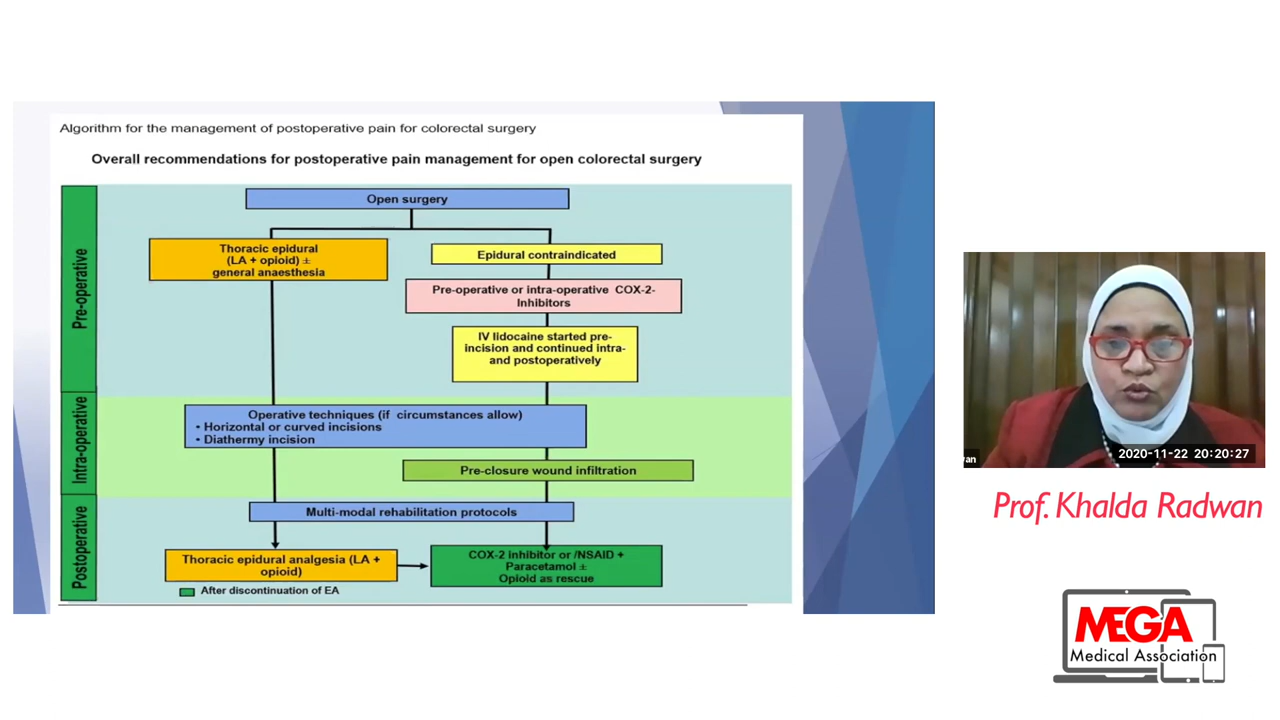 Algorithm for the management of postoperative pain for colorectal surgery
Overall recommendations for postoperative pain management for open colorectal surgery
Pre-operative
Open surgery
Thoracic epidural
(LA + opioid) ±
general anaesthesia
Epidural contraindicated
Pre-operative or intra-operative COX-2-
Inhibitors
IV lidocaine started pre-
incision and continued intra-
and postoperatively
Intra-operative
Operative techniques (if circumstances allow)
• Horizontal or curved incisions
• Diathermy incision
Pre-closure wound infiltration
Postoperative
Multi-modal rehabilitation protocols
Thoracic epidural analgesia (LA +
opioid)
COX-2 inhibitor or /NSAID +
Paracetamol ±
Opioid as rescue
After discontinuation of EA
2020-11-22 20:20:27
Prof. Khalda Radwan
MEGA
Medical Association